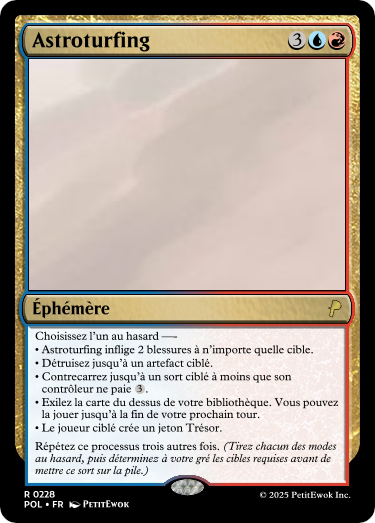 Astroturfing 3
Éphémère
Choisissez l'un au hasard —
• Astroturfing inflige 2 blessures à n'importe quelle cible.
• Détruisez jusqu'à un artefact ciblé.
• Contrecarrez jusqu'à un sort ciblé à moins que son
contrôleur ne paie 3.
• Exilez la carte du dessus de votre bibliothèque. Vous pouvez
la jouer jusqu'à la fin de votre prochain tour.
• Le joueur ciblé crée un jeton Trésor.
Répétez ce processus trois autres fois. (Tirez chacun des modes
au hasard, puis déterminez à votre gré les cibles requises avant de
mettre ce sort sur la pile.)
R 0228
POL • FR PetitEwok
© 2025 PetitEwok Inc.